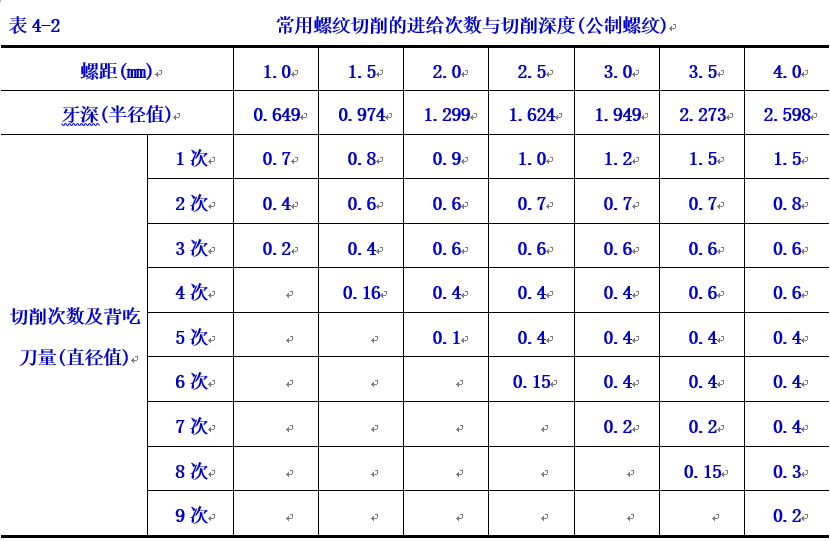 表4-2 常用螺纹切削的进给次数与切削深度(公制螺纹)
螺距(mm) 1.0 1.5 2.0 2.5 3.0 3.5 4.0
牙深(半径值) 0.649 0.974 1.299 1.624 1.949 2.273 2.598
切削次数及背吃
刀量(直径值)
1次 0.7 0.8 0.9 1.0 1.2 1.5 1.5
2次 0.4 0.6 0.6 0.7 0.7 0.7 0.8
3次 0.2 0.4 0.6 0.6 0.6 0.6 0.6
4次 0.16 0.4 0.4 0.4 0.6 0.6
5次 0.1 0.4 0.4 0.4 0.4
6次 0.15 0.4 0.4 0.4
7次 0.2 0.2 0.4
8次 0.15 0.3
9次 0.2